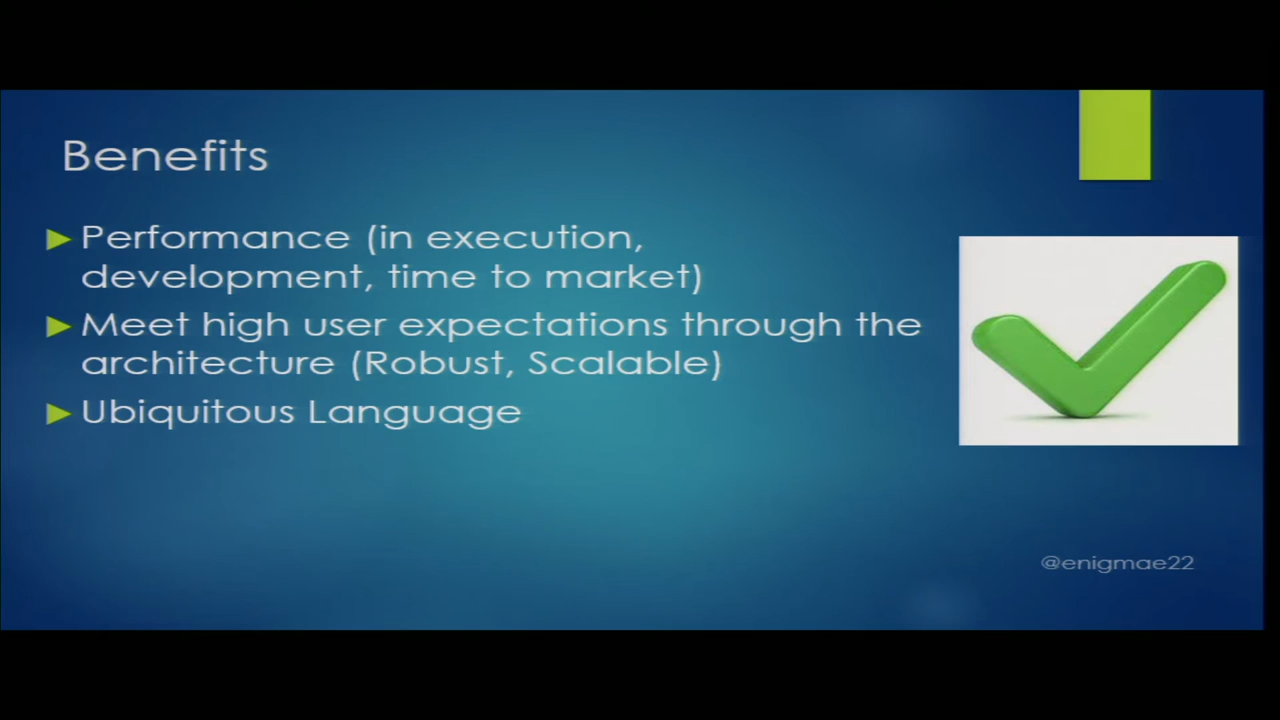 Benefits
Performance (in execution,
development, time to market)
Meet high user expectations through the
architecture (Robust, Scalable)
Ubiquitous Language
@enigmae22